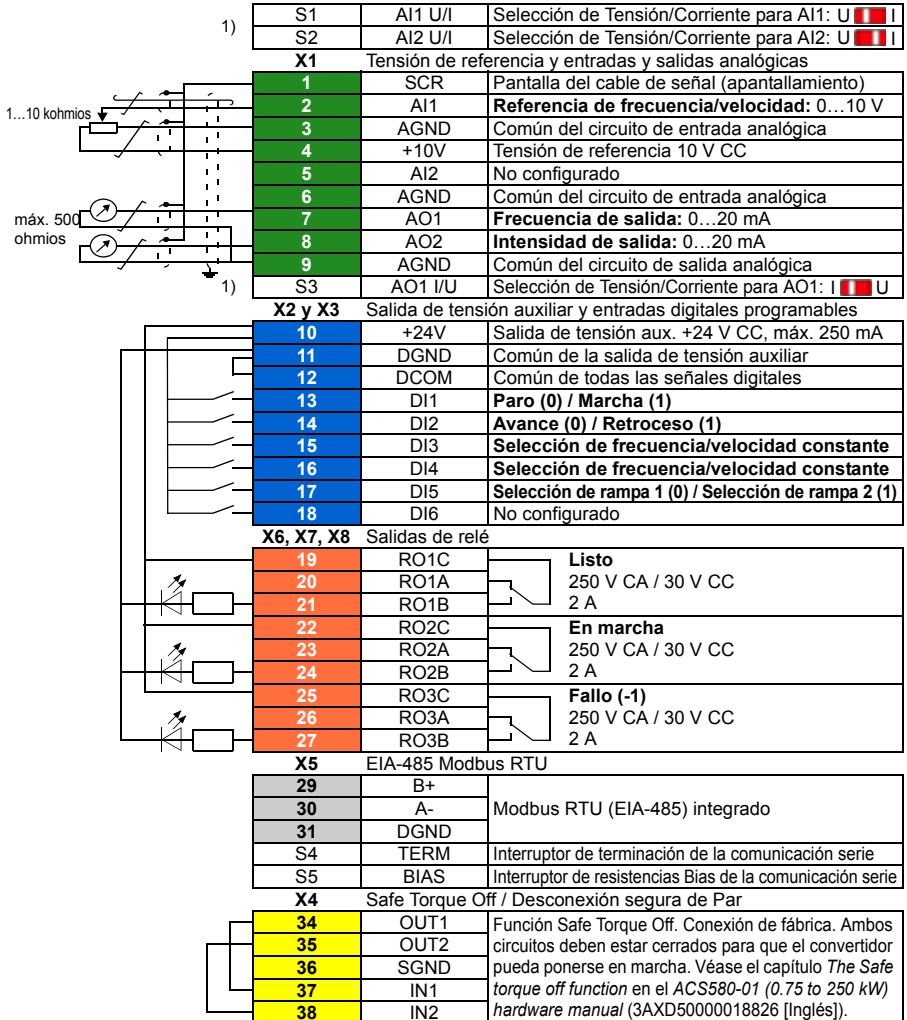 1)
S1 AI1 U/I Selección de Tensión/Corriente para AI1: U I
S2 AI2 U/I Selección de Tensión/Corriente para AI2: U I
X1 Tensión de referencia y entradas y salidas analógicas
1 SCR Pantalla del cable de señal (apantallamiento)
1…10 kohmios
2 AI1 Referencia de frecuencia/velocidad: 0…10 V
3 AGND Común del circuito de entrada analógica
4 +10V Tensión de referencia 10 V CC
5 AI2 No configurado
6 AGND Común del circuito de entrada analógica
máx. 500
ohmios
7 AO1 Frecuencia de salida: 0…20 mA
8 AO2 Intensidad de salida: 0…20 mA
9 AGND Común del circuito de salida analógica
1)
S3 AO1 I/U Selección de Tensión/Corriente para AO1: I U
X2 y X3 Salida de tensión auxiliar y entradas digitales programables
10 +24V Salida de tensión aux. +24 V CC, máx. 250 mA
11 DGND Común de la salida de tensión auxiliar
12 DCOM Común de todas las señales digitales
13 DI1 Paro (0) / Marcha (1)
14 DI2 Avance (0) / Retroceso (1)
15 DI3 Selección de frecuencia/velocidad constante
16 DI4 Selección de frecuencia/velocidad constante
17 DI5 Selección de rampa 1 (0) / Selección de rampa 2 (1)
18 DI6 No configurado
X6, X7, X8 Salidas de relé
19 RO1C Listo
20 RO1A 250 V CA / 30 V CC
21 RO1B 2 A
22 RO2C En marcha
23 RO2A 250 V CA / 30 V CC
24 RO2B 2 A
25 RO3C Fallo (-1)
26 RO3A 250 V CA / 30 V CC
27 RO3B 2 A
X5 EIA-485 Modbus RTU
29 B+
30 A- Modbus RTU (EIA-485) integrado
31 DGND
S4 TERM Interruptor de terminación de la comunicación serie
S5 BIAS Interruptor de resistencias Bias de la comunicación serie
X4 Safe Torque Off / Desconexión segura de Par
34 OUT1 Función Safe Torque Off. Conexión de fábrica. Ambos
35 OUT2 circuitos deben estar cerrados para que el convertidor
36 SGND pueda ponerse en marcha. Véase el capítulo The Safe
37 IN1 torque off function en el ACS580-01 (0.75 to 250 kW)
38 IN2 hardware manual (3AXD50000018826 [Inglés]).